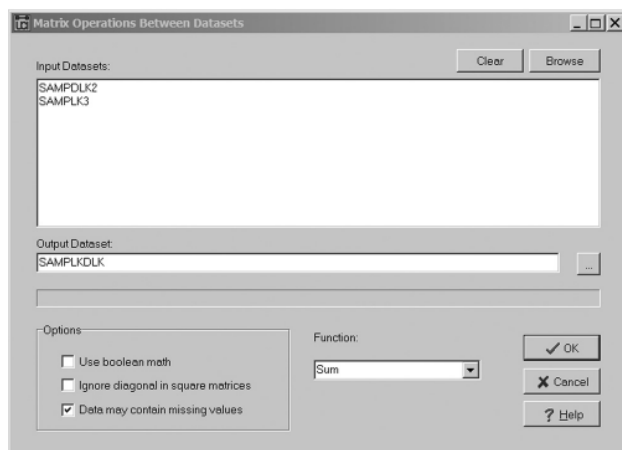 Matrix Operations Between Datasets
Input Datasets:
Clear
Browse
SAMPDLK2
SAMPLK3
Output Dataset:
SAMPLKDLK
...
Options
Use boolean math
Ignore diagonal in square matrices
Data may contain missing values
Function:
Sum
OK
Cancel
? Help